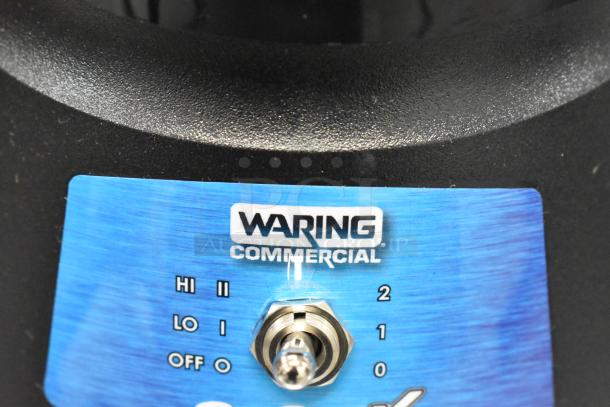 WARING
COMMERCIAL
HI II 2
LO I 1
OFF O 0